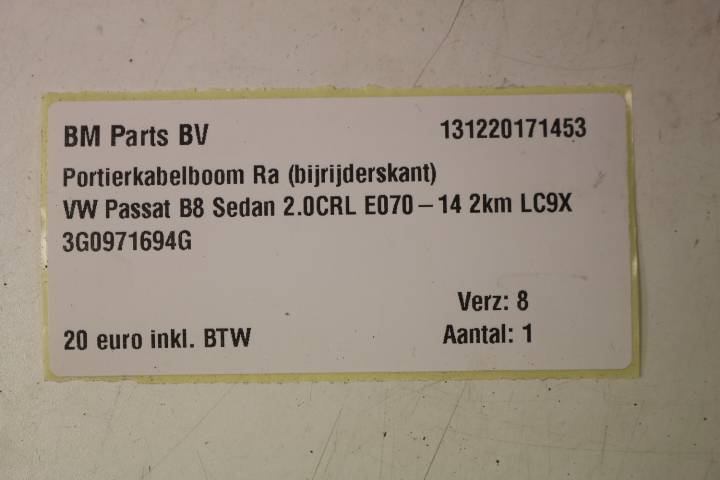 BM Parts BV 131220171453
Portierkabelboom Ra (bijrijderskant)
VW Passat B8 Sedan 2.0CRL E070 – 14 2km LC9X
3G0971694G
Verz: 8
20 euro inkl. BTW Aantal: 1